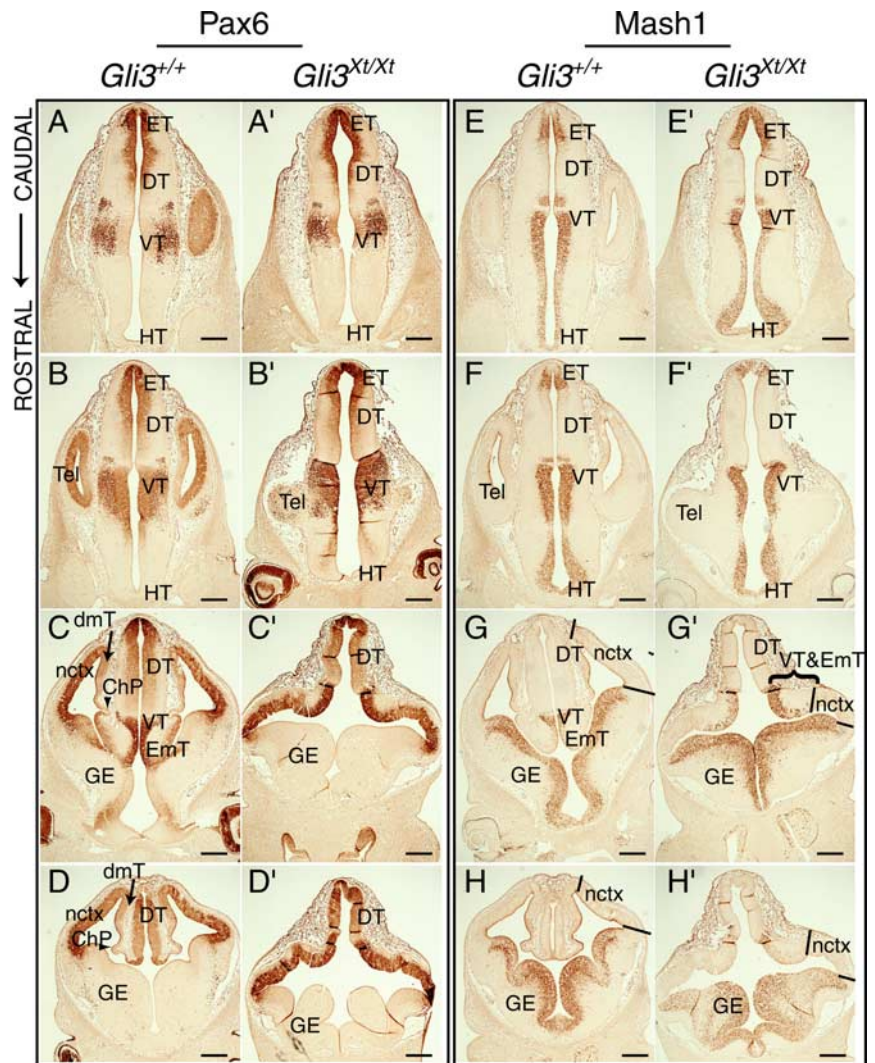 Pax6 Mash1
Gli3+/+ Gli3Xt/Xt Gli3+/+ Gli3Xt/Xt
CAUDAL
ROSTRAL
A ET DT VT HT
A' ET DT VT HT
E ET DT VT HT
E' ET DT VT HT
B ET DT Tel VT HT
B' ET DT Tel VT HT
F ET DT Tel VT HT
F' ET DT Tel VT HT
C dmT nctx DT ChP VT EmT GE
C' DT GE
G DT nctx VT EmT GE
G' DT VT&EmT nctx GE
D dmT nctx DT ChP GE
D' DT GE
H nctx GE
H' nctx GE